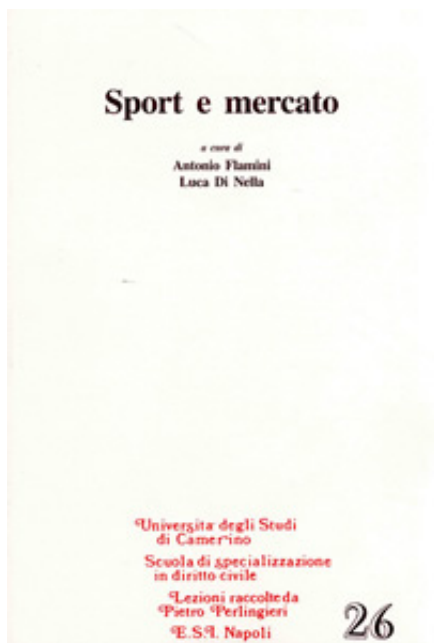 Sport e mercato
a cura di
Antonio Flamini
Luca Di Nella
Università degli Studi
di Camerino
Scuola di specializzazione
in diritto civile
Lezioni raccolte da
Pietro Perlingieri
E.S.I. Napoli
26